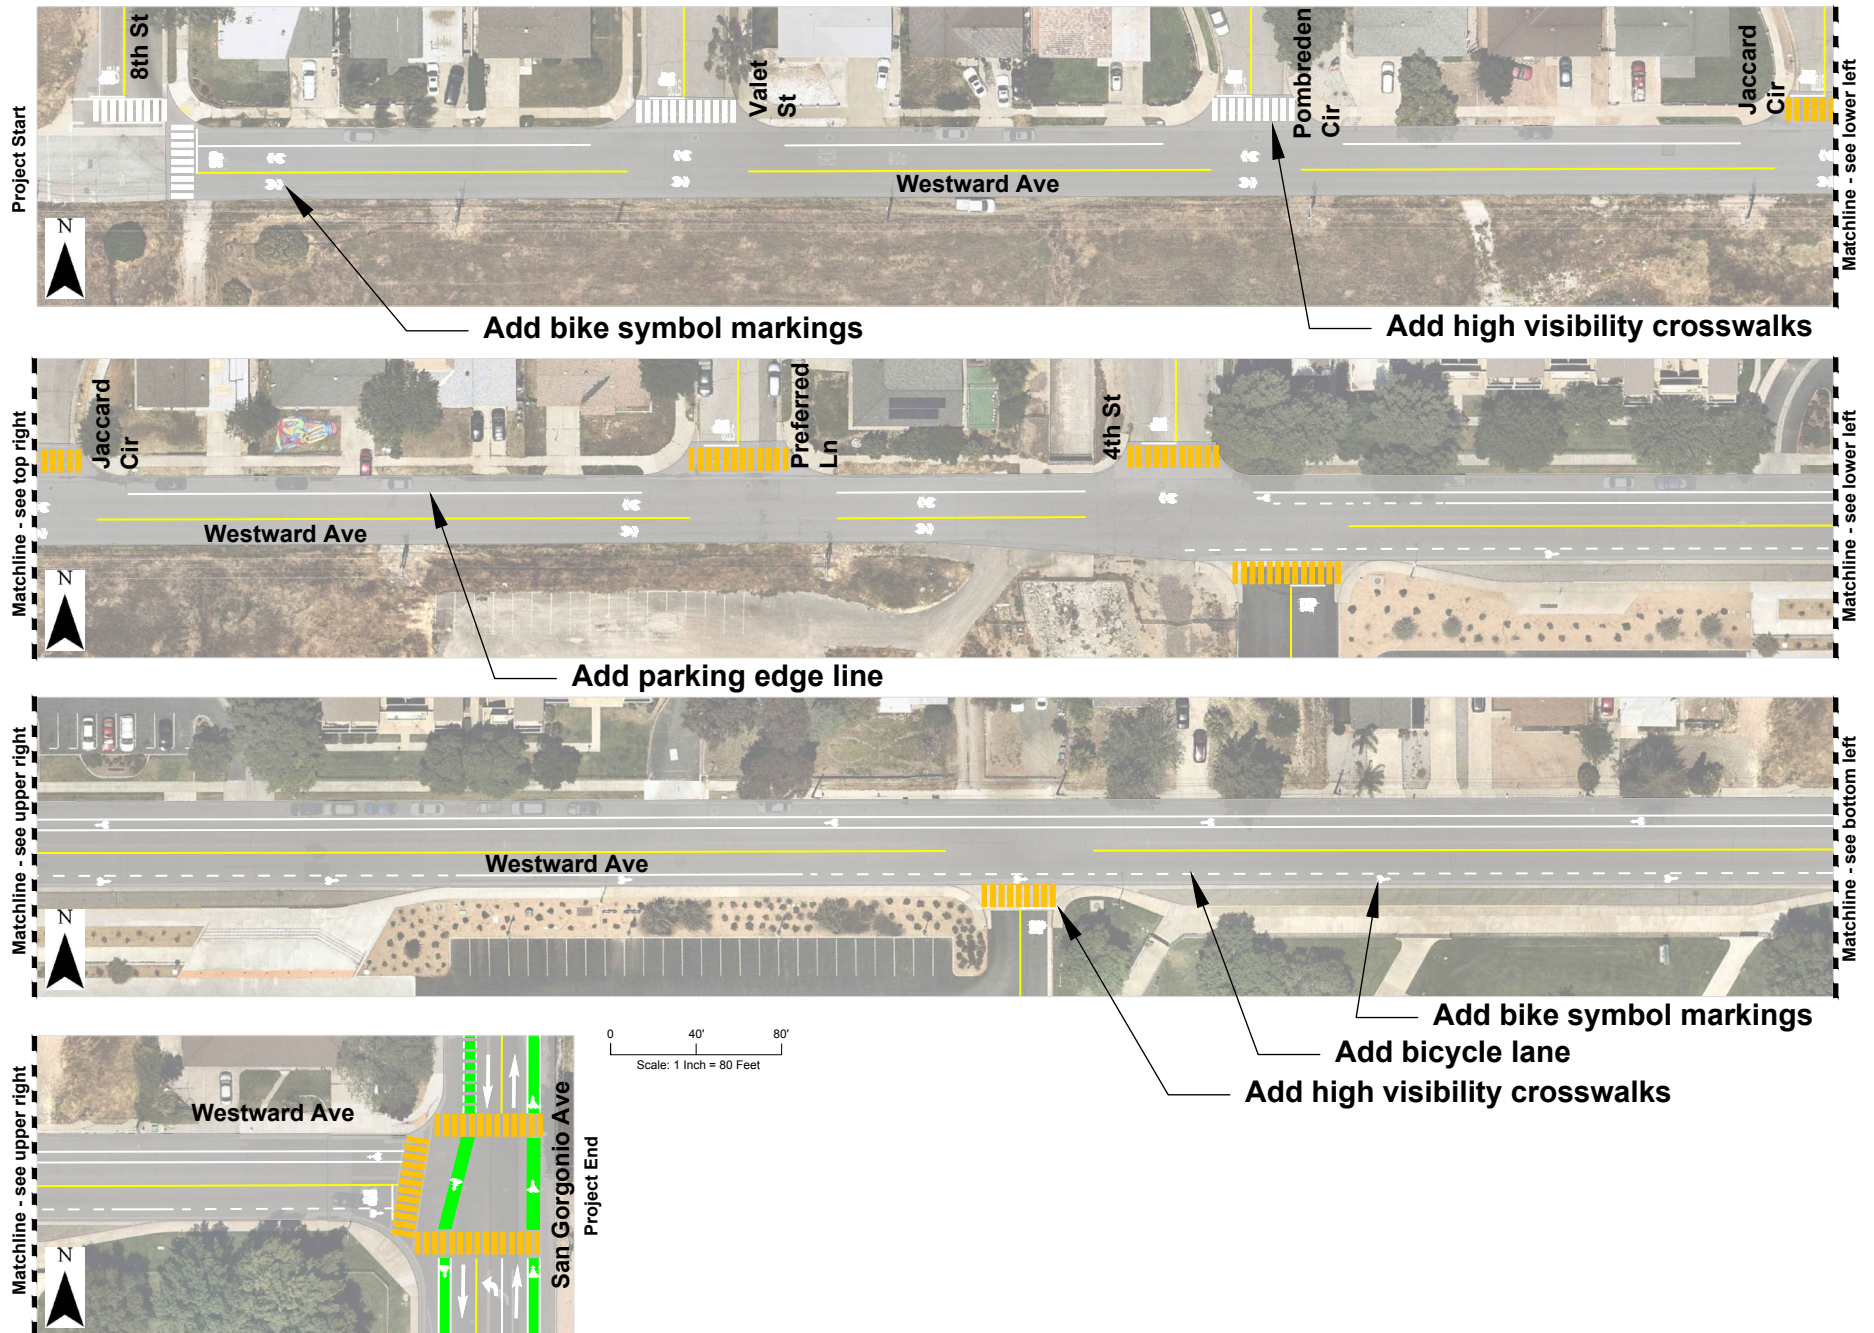 Project Start
8th St
Valet
St
Pombreden
Cir
Jaccard
Cir
Westward Ave
N
Matchline - see lower left
Add bike symbol markings
Add high visibility crosswalks
Matchline - see top right
Jaccard
Cir
Preferred
Ln
4th St
Westward Ave
N
Matchline - see lower left
Add parking edge line
Matchline - see upper right
Westward Ave
N
Matchline - see bottom left
Add bike symbol markings
Add bicycle lane
Add high visibility crosswalks
0 40' 80'
Scale: 1 Inch = 80 Feet
Matchline - see upper right
Westward Ave
San Gorgonio Ave
Project End
N